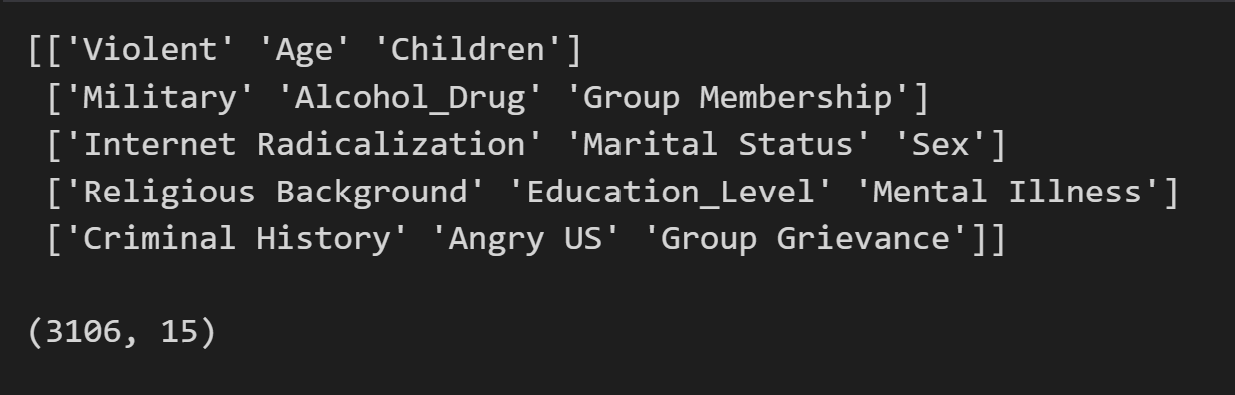 [['Violent' 'Age' 'Children']
['Military' 'Alcohol_Drug' 'Group Membership']
['Internet Radicalization' 'Marital Status' 'Sex']
['Religious Background' 'Education_Level' 'Mental Illness']
['Criminal History' 'Angry US' 'Group Grievance']]
(3106, 15)